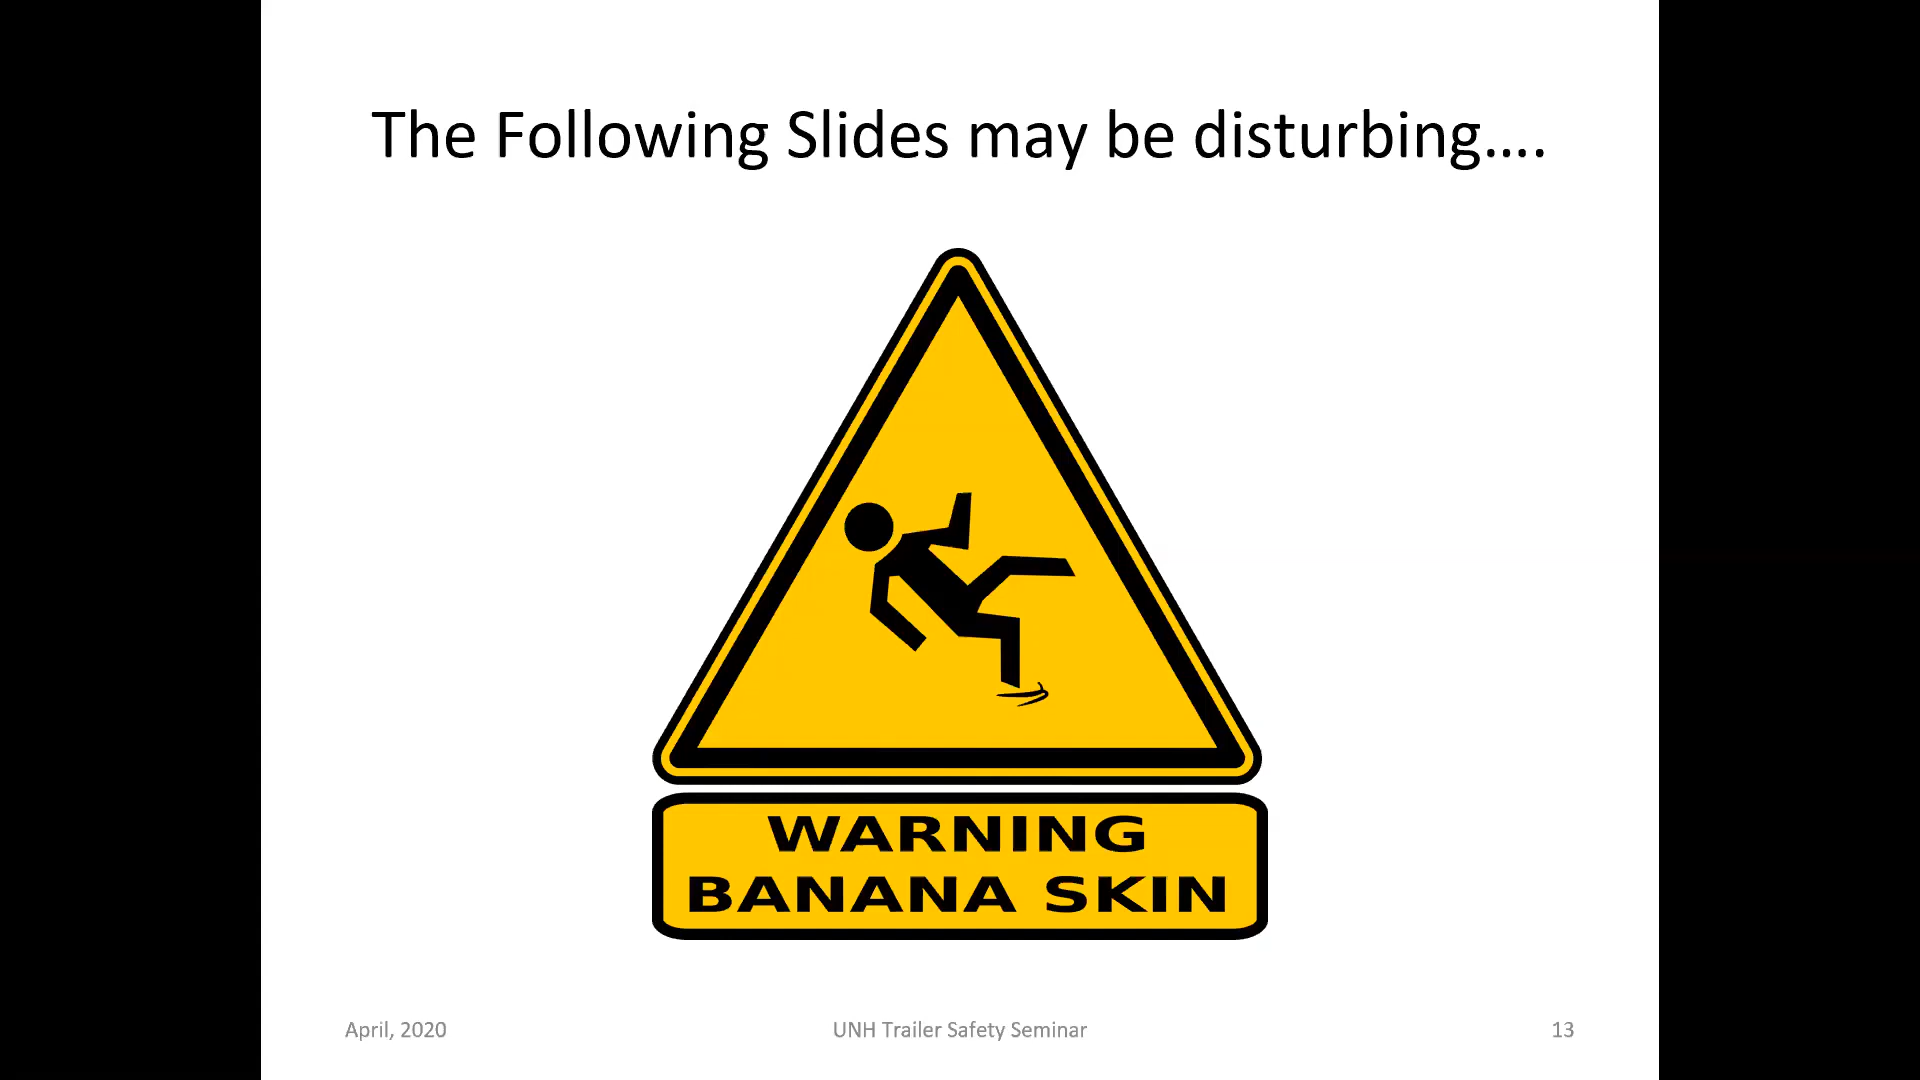 The Following Slides may be disturbing....
WARNING
BANANA SKIN
April, 2020
UNH Trailer Safety Seminar
13